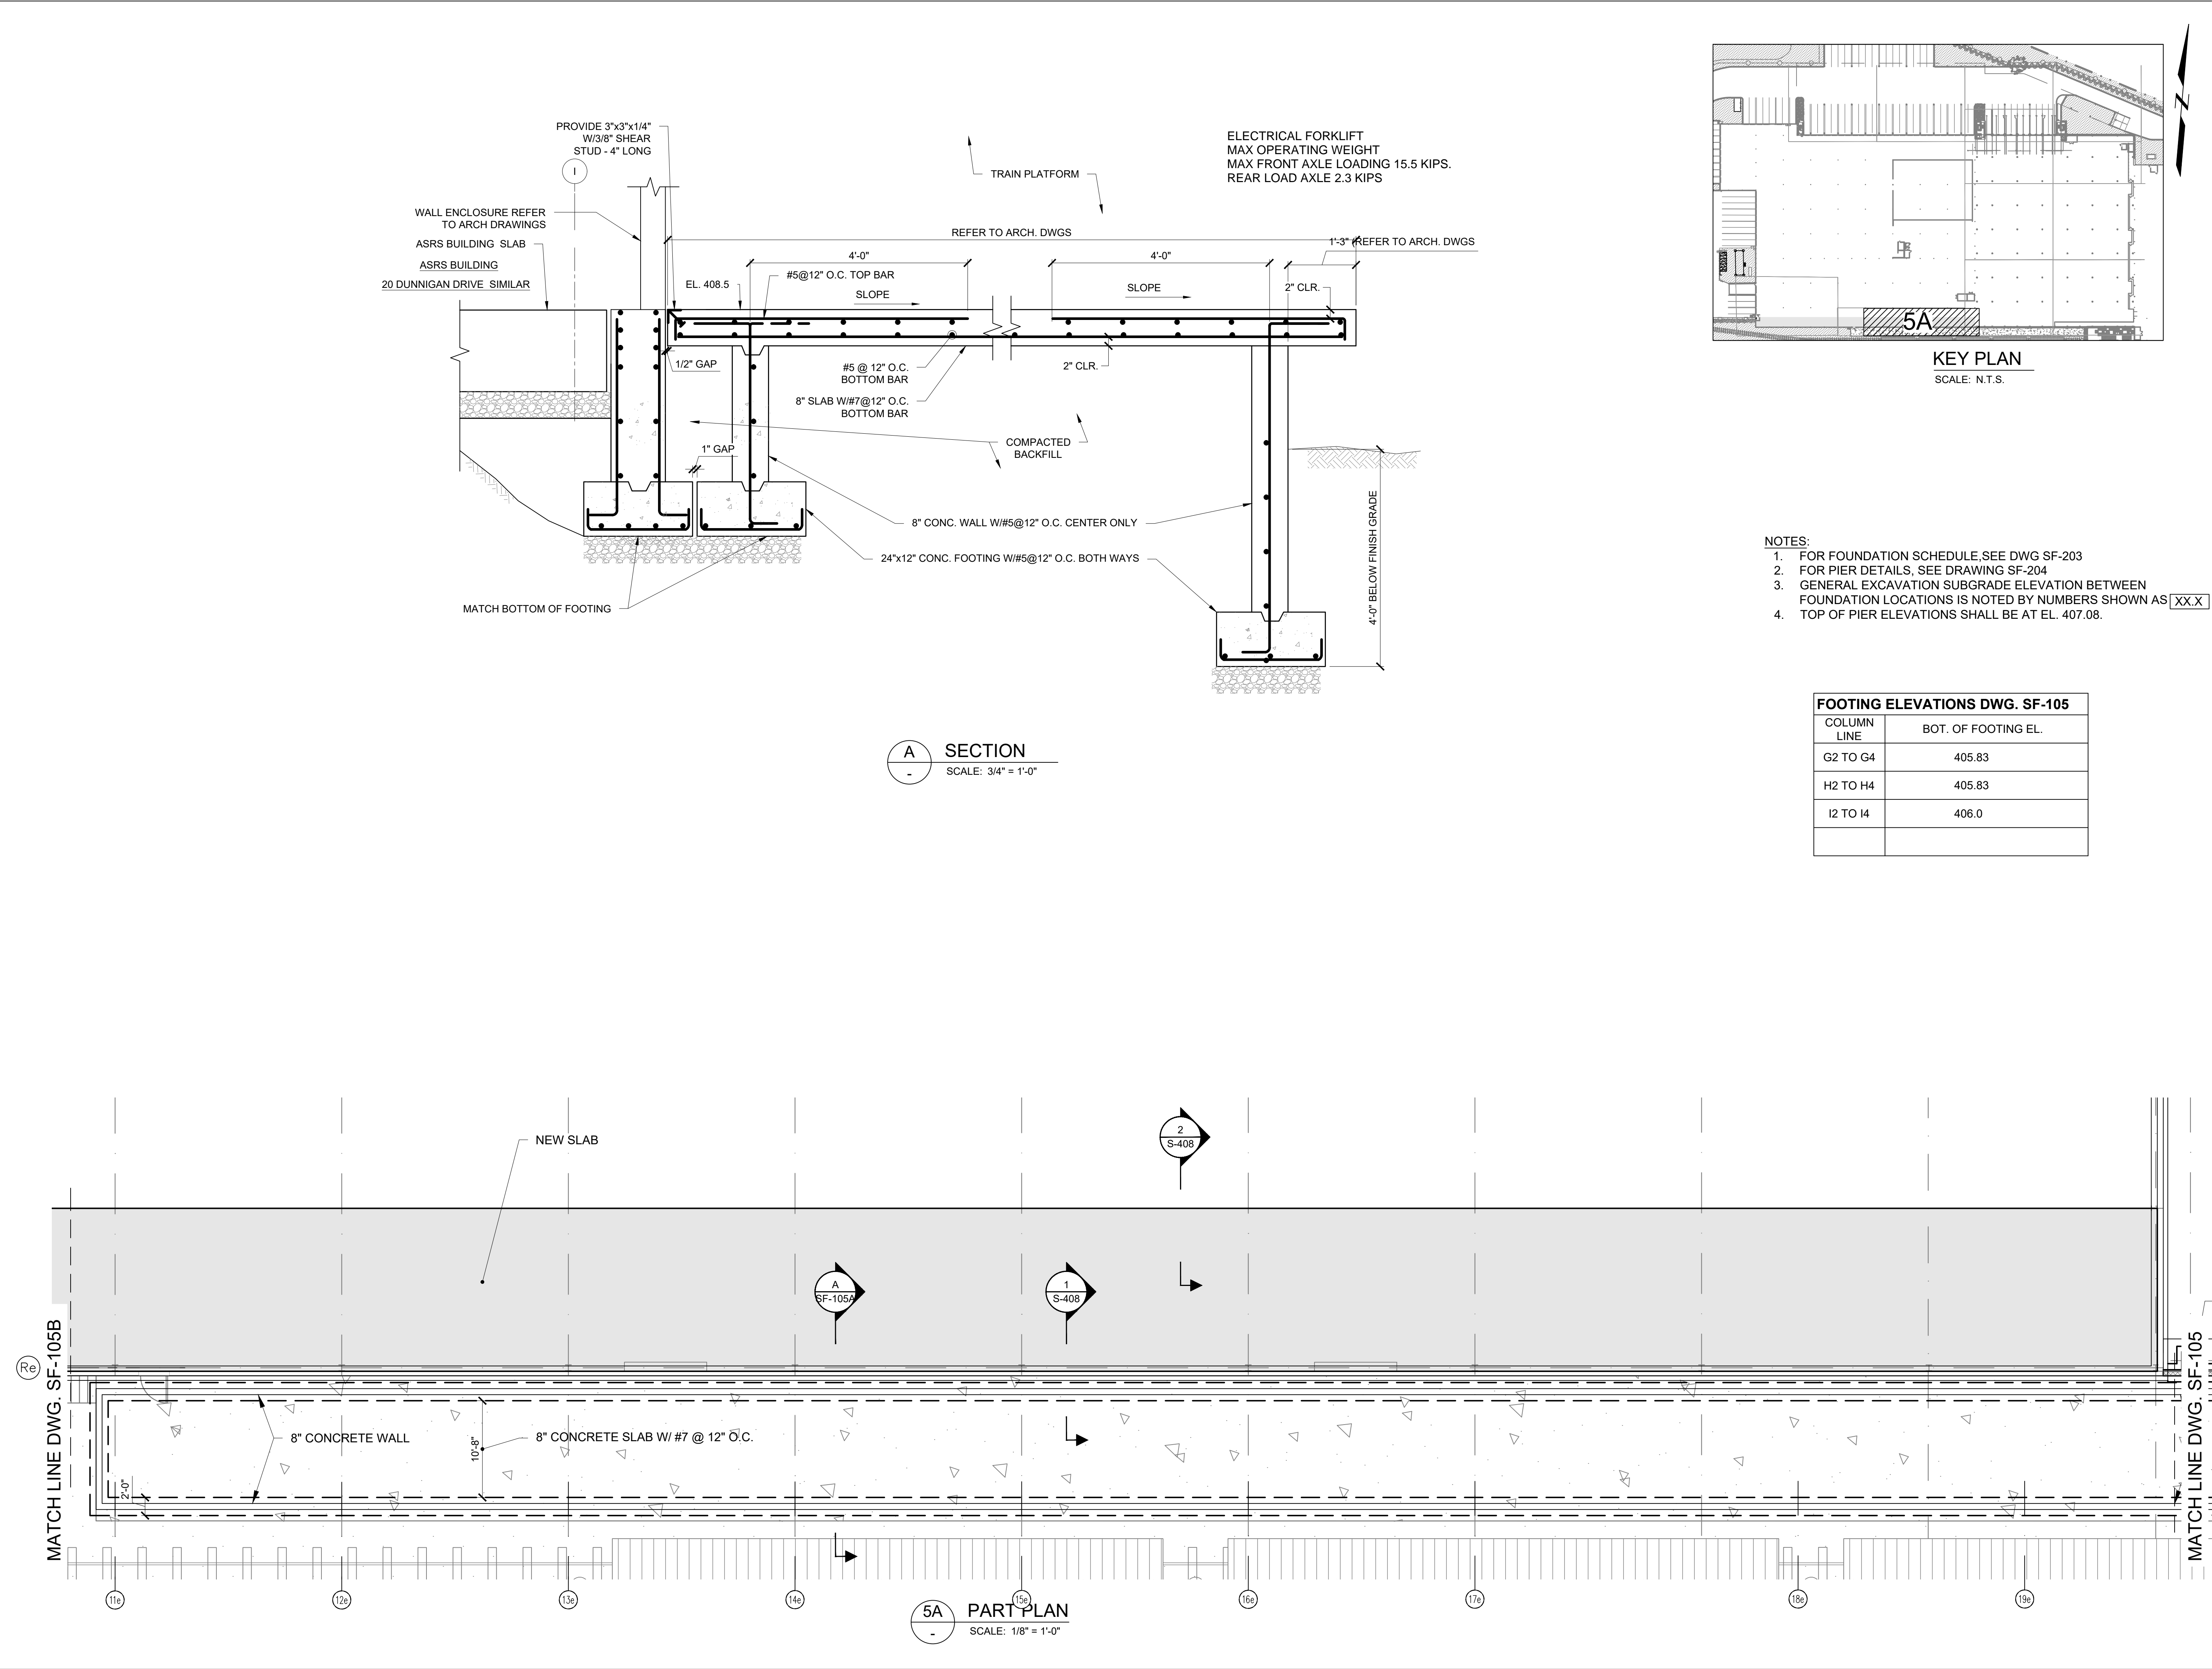 PROVIDE 3"x3"x1/4"
W/3/8" SHEAR
STUD - 4" LONG
I
WALL ENCLOSURE REFER
TO ARCH DRAWINGS
ASRS BUILDING SLAB
ASRS BUILDING
20 DUNNIGAN DRIVE SIMILAR
TRAIN PLATFORM
ELECTRICAL FORKLIFT
MAX OPERATING WEIGHT
MAX FRONT AXLE LOADING 15.5 KIPS.
REAR LOAD AXLE 2.3 KIPS
REFER TO ARCH. DWGS
1'-3" REFER TO ARCH. DWGS
4'-0"
4'-0"
#5@12" O.C. TOP BAR
EL. 408.5
SLOPE
SLOPE
2" CLR.
1/2" GAP
#5 @ 12" O.C.
BOTTOM BAR
2" CLR.
8" SLAB W/#7@12" O.C.
BOTTOM BAR
COMPACTED
BACKFILL
1" GAP
8" CONC. WALL W/#5@12" O.C. CENTER ONLY
24"x12" CONC. FOOTING W/#5@12" O.C. BOTH WAYS
4'-0" BELOW FINISH GRADE
MATCH BOTTOM OF FOOTING
A
-
SECTION
SCALE: 3/4" = 1'-0"
N
5A
KEY PLAN
SCALE: N.T.S.
NOTES:
1. FOR FOUNDATION SCHEDULE,SEE DWG SF-203
2. FOR PIER DETAILS, SEE DRAWING SF-204
3. GENERAL EXCAVATION SUBGRADE ELEVATION BETWEEN
FOUNDATION LOCATIONS IS NOTED BY NUMBERS SHOWN AS XX.X
4. TOP OF PIER ELEVATIONS SHALL BE AT EL. 407.08.
FOOTING ELEVATIONS DWG. SF-105
COLUMN
LINE
BOT. OF FOOTING EL.
G2 TO G4 405.83
H2 TO H4 405.83
I2 TO I4 406.0
NEW SLAB
2
S-408
A
SF-105A
1
S-408
Re
MATCH LINE DWG. SF-105B
MATCH LINE DWG. SF-105
8" CONCRETE WALL
10'-8"
8" CONCRETE SLAB W/ #7 @ 12" O.C.
2'-0"
11e
12e
13e
14e
15e
16e
17e
18e
19e
5A
-
PART PLAN
SCALE: 1/8" = 1'-0"